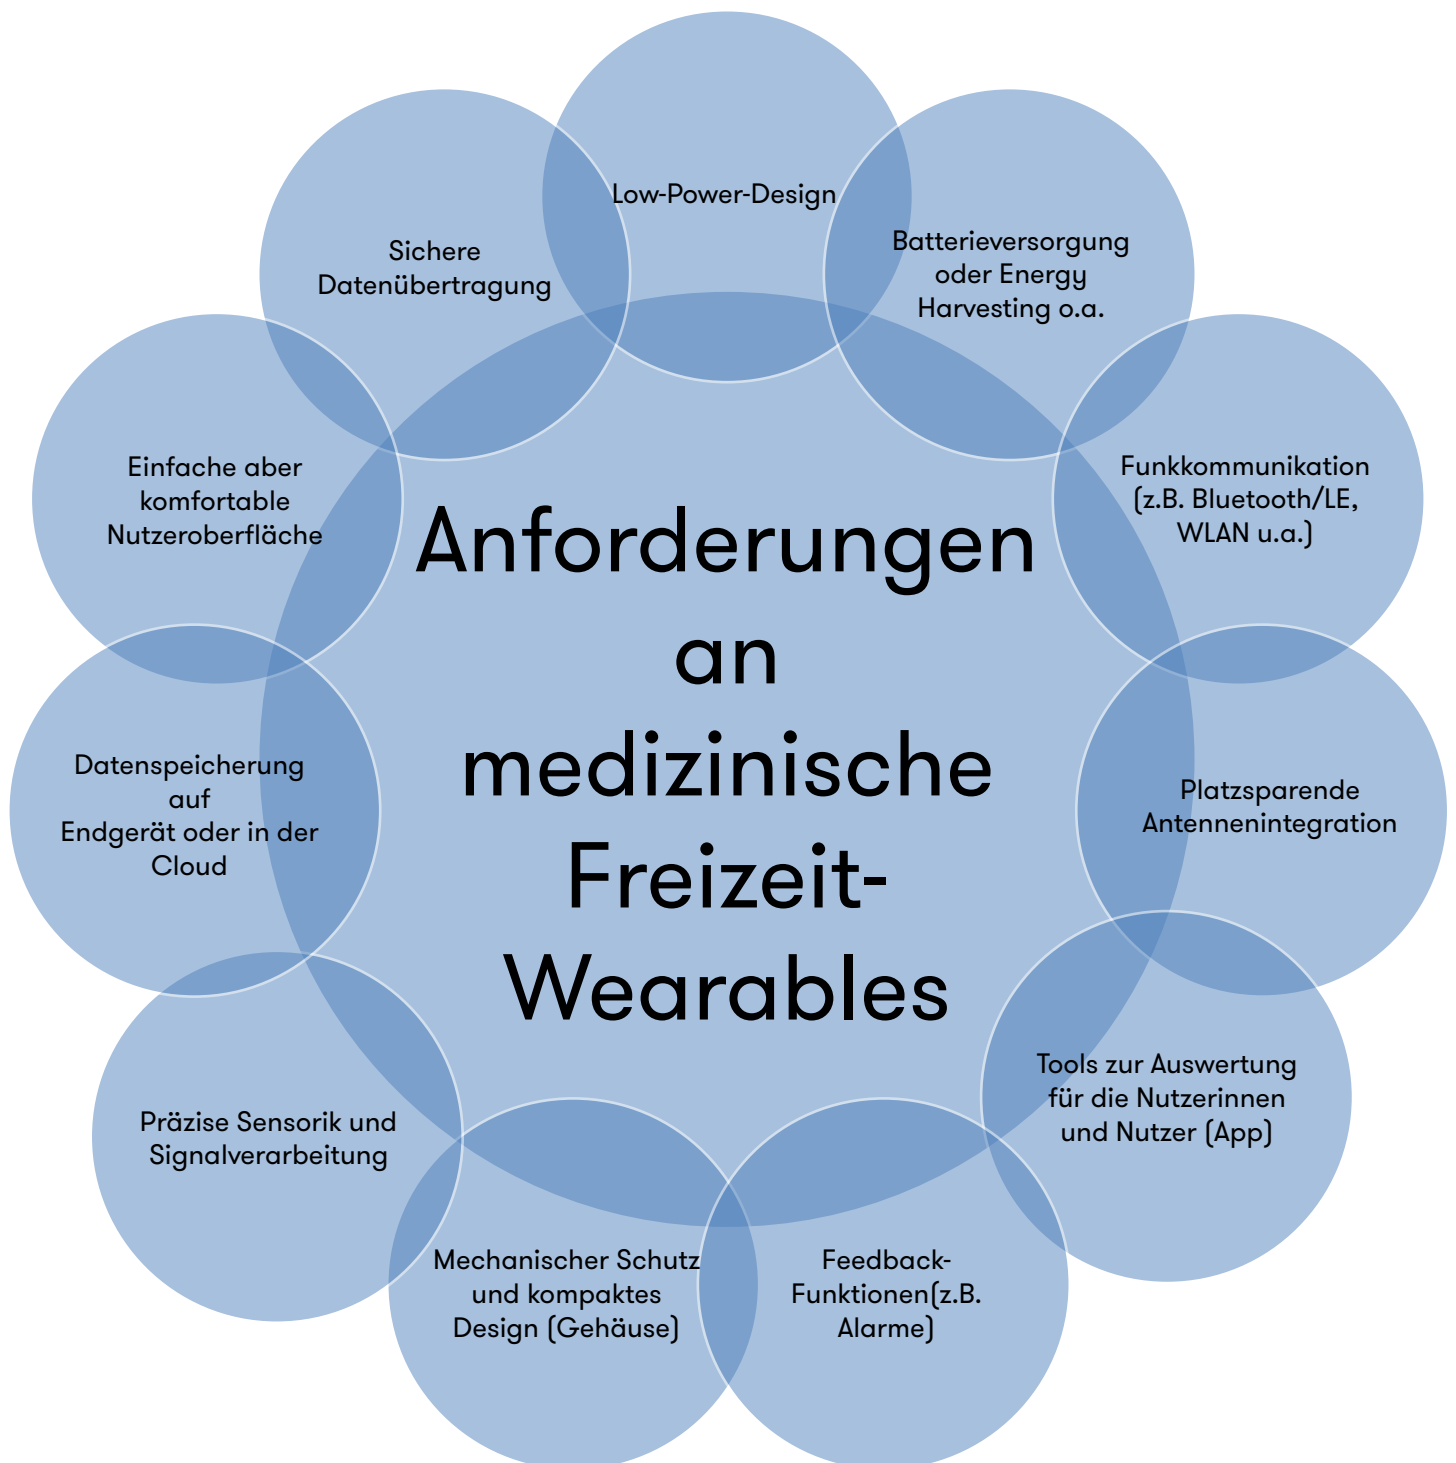 Low-Power-Design
Batterieversorgung
oder Energy
Harvesting o.a.
Funkkommunikation
(z.B. Bluetooth/LE,
WLAN u.a.)
Platzsparende
Antennenintegration
Tools zur Auswertung
für die Nutzerinnen
und Nutzer (App)
Feedback-
Funktionen(z.B.
Alarme)
Mechanischer Schutz
und kompaktes
Design (Gehäuse)
Präzise Sensorik und
Signalverarbeitung
Datenspeicherung
auf
Endgerät oder in der
Cloud
Einfache aber
komfortable
Nutzeroberfläche
Sichere
Datenübertragung
Anforderungen
an
medizinische
Freizeit-
Wearables